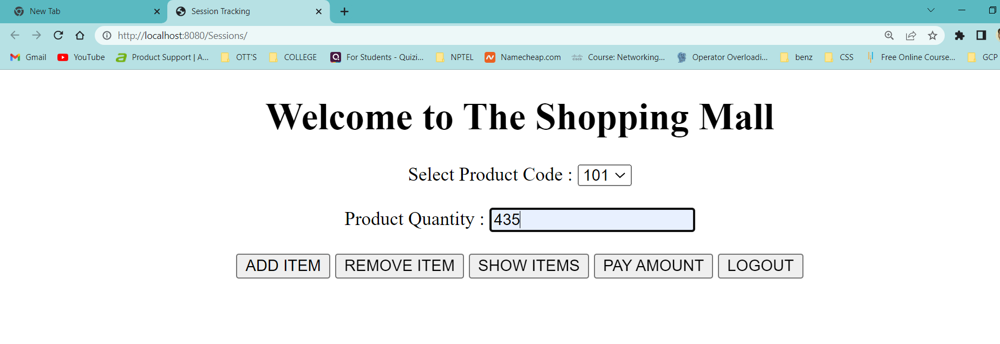 New Tab
Session Tracking
http://localhost:8080/Sessions/
Gmail YouTube Product Support | A... OTT'S COLLEGE For Students - Quizi... NPTEL Namecheap.com Course: Networking... Operator Overloadi... benz CSS Free Online Course... GCP
Welcome to The Shopping Mall
Select Product Code : 101
Product Quantity : 435
ADD ITEM REMOVE ITEM SHOW ITEMS PAY AMOUNT LOGOUT